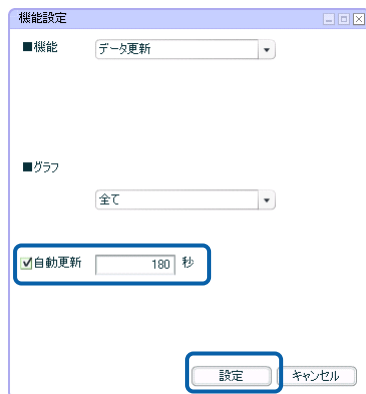 機能設定
■機能 データ更新
■グラフ
全て
自動更新 180 秒
設定 キャンセル